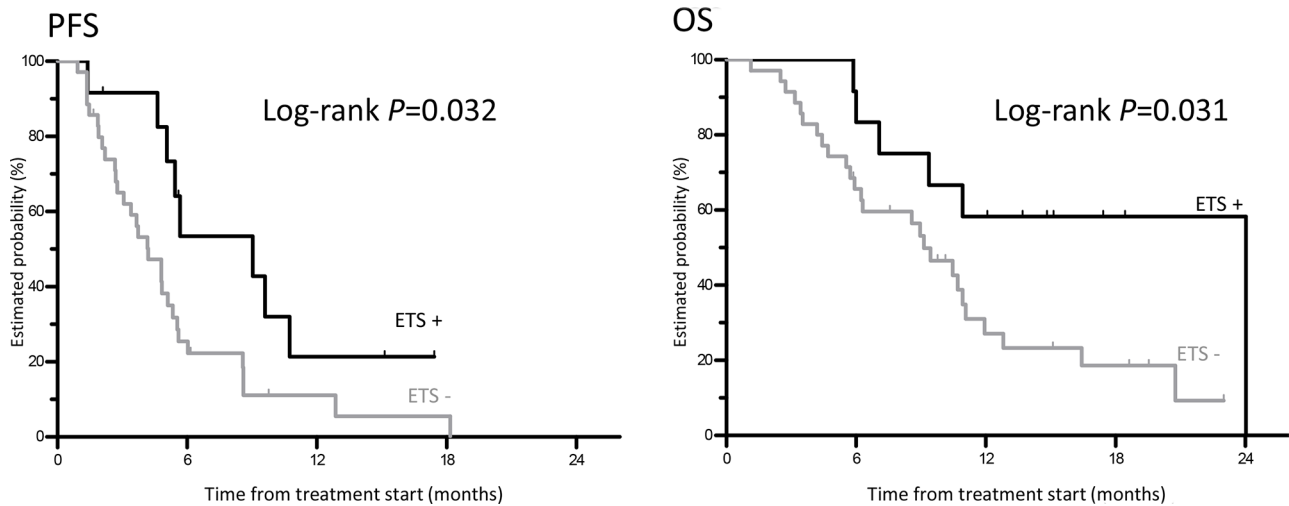 PFS
Log-rank P=0.032
Estimated probability (%)
100
80
60
40
20
0
ETS +
ETS -
0 6 12 18 24
Time from treatment start (months)
OS
Log-rank P=0.031
Estimated probability (%)
100
80
60
40
20
0
ETS +
ETS -
0 6 12 18 24
Time from treatment start (months)